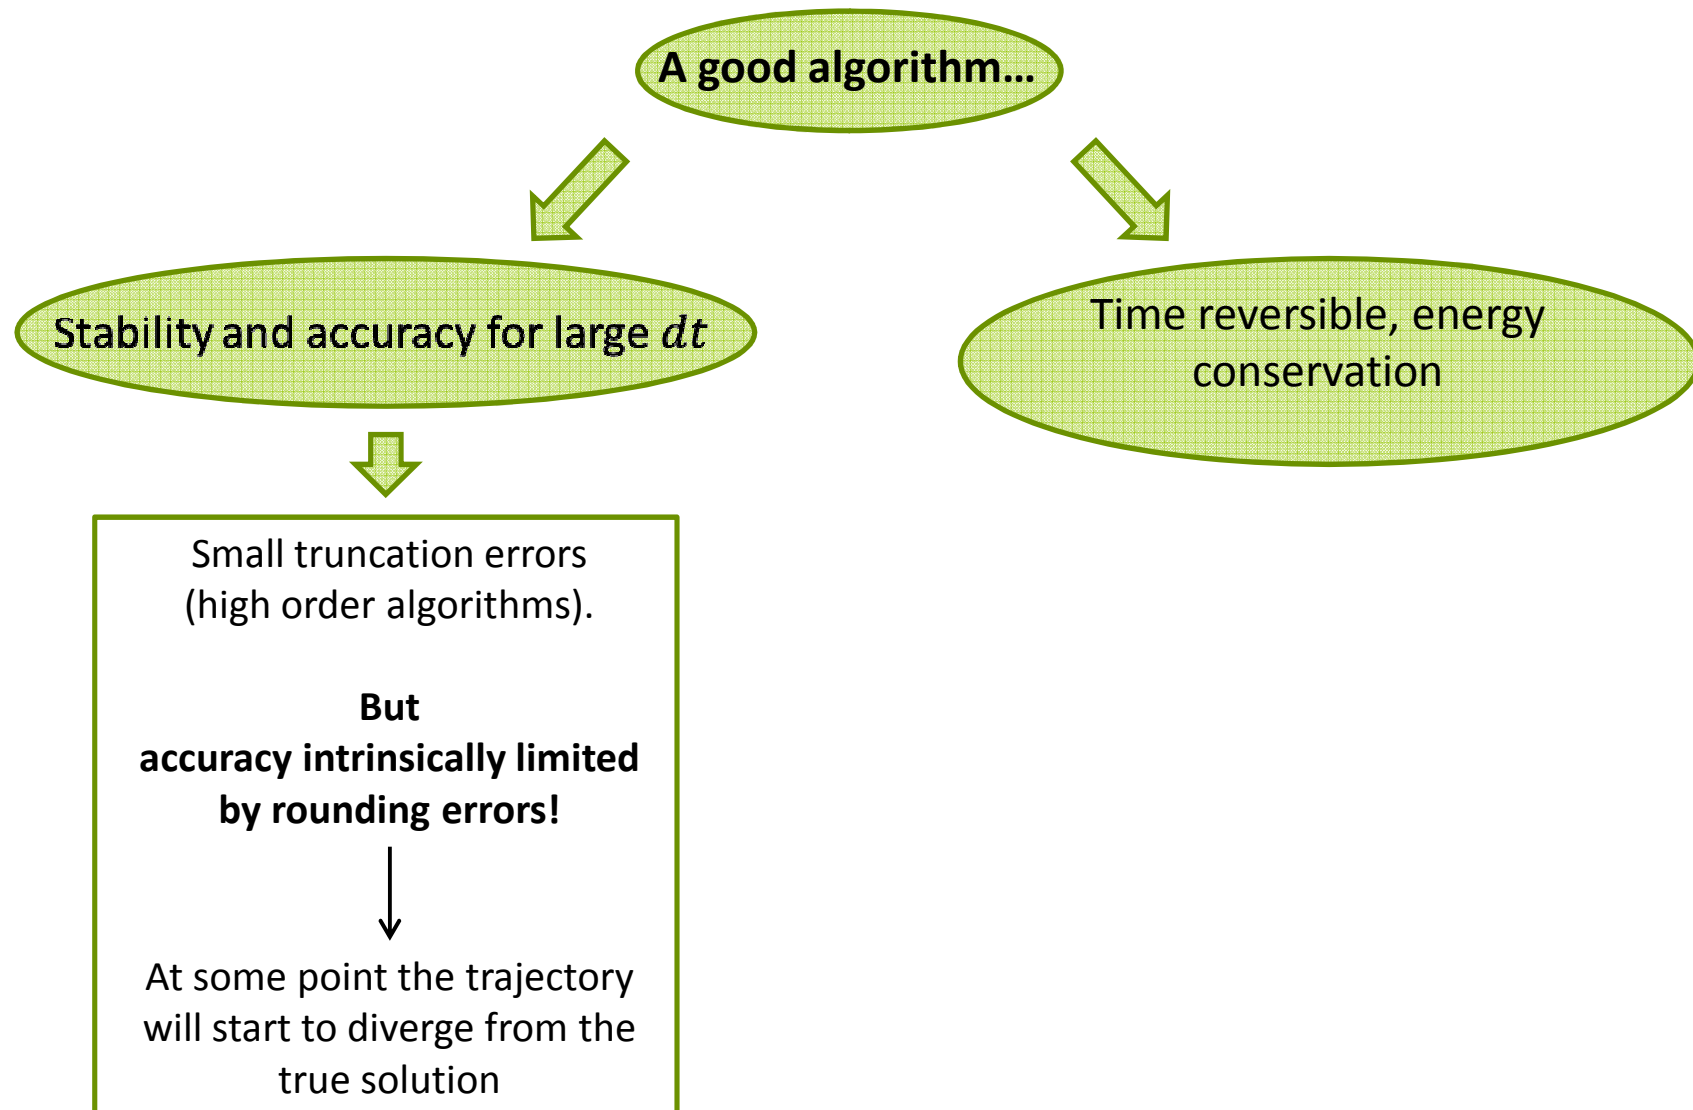 A good algorithm…
Stability and accuracy for large dt
Time reversible, energy
conservation
Small truncation errors
(high order algorithms).
But
accuracy intrinsically limited
by rounding errors!
At some point the trajectory
will start to diverge from the
true solution